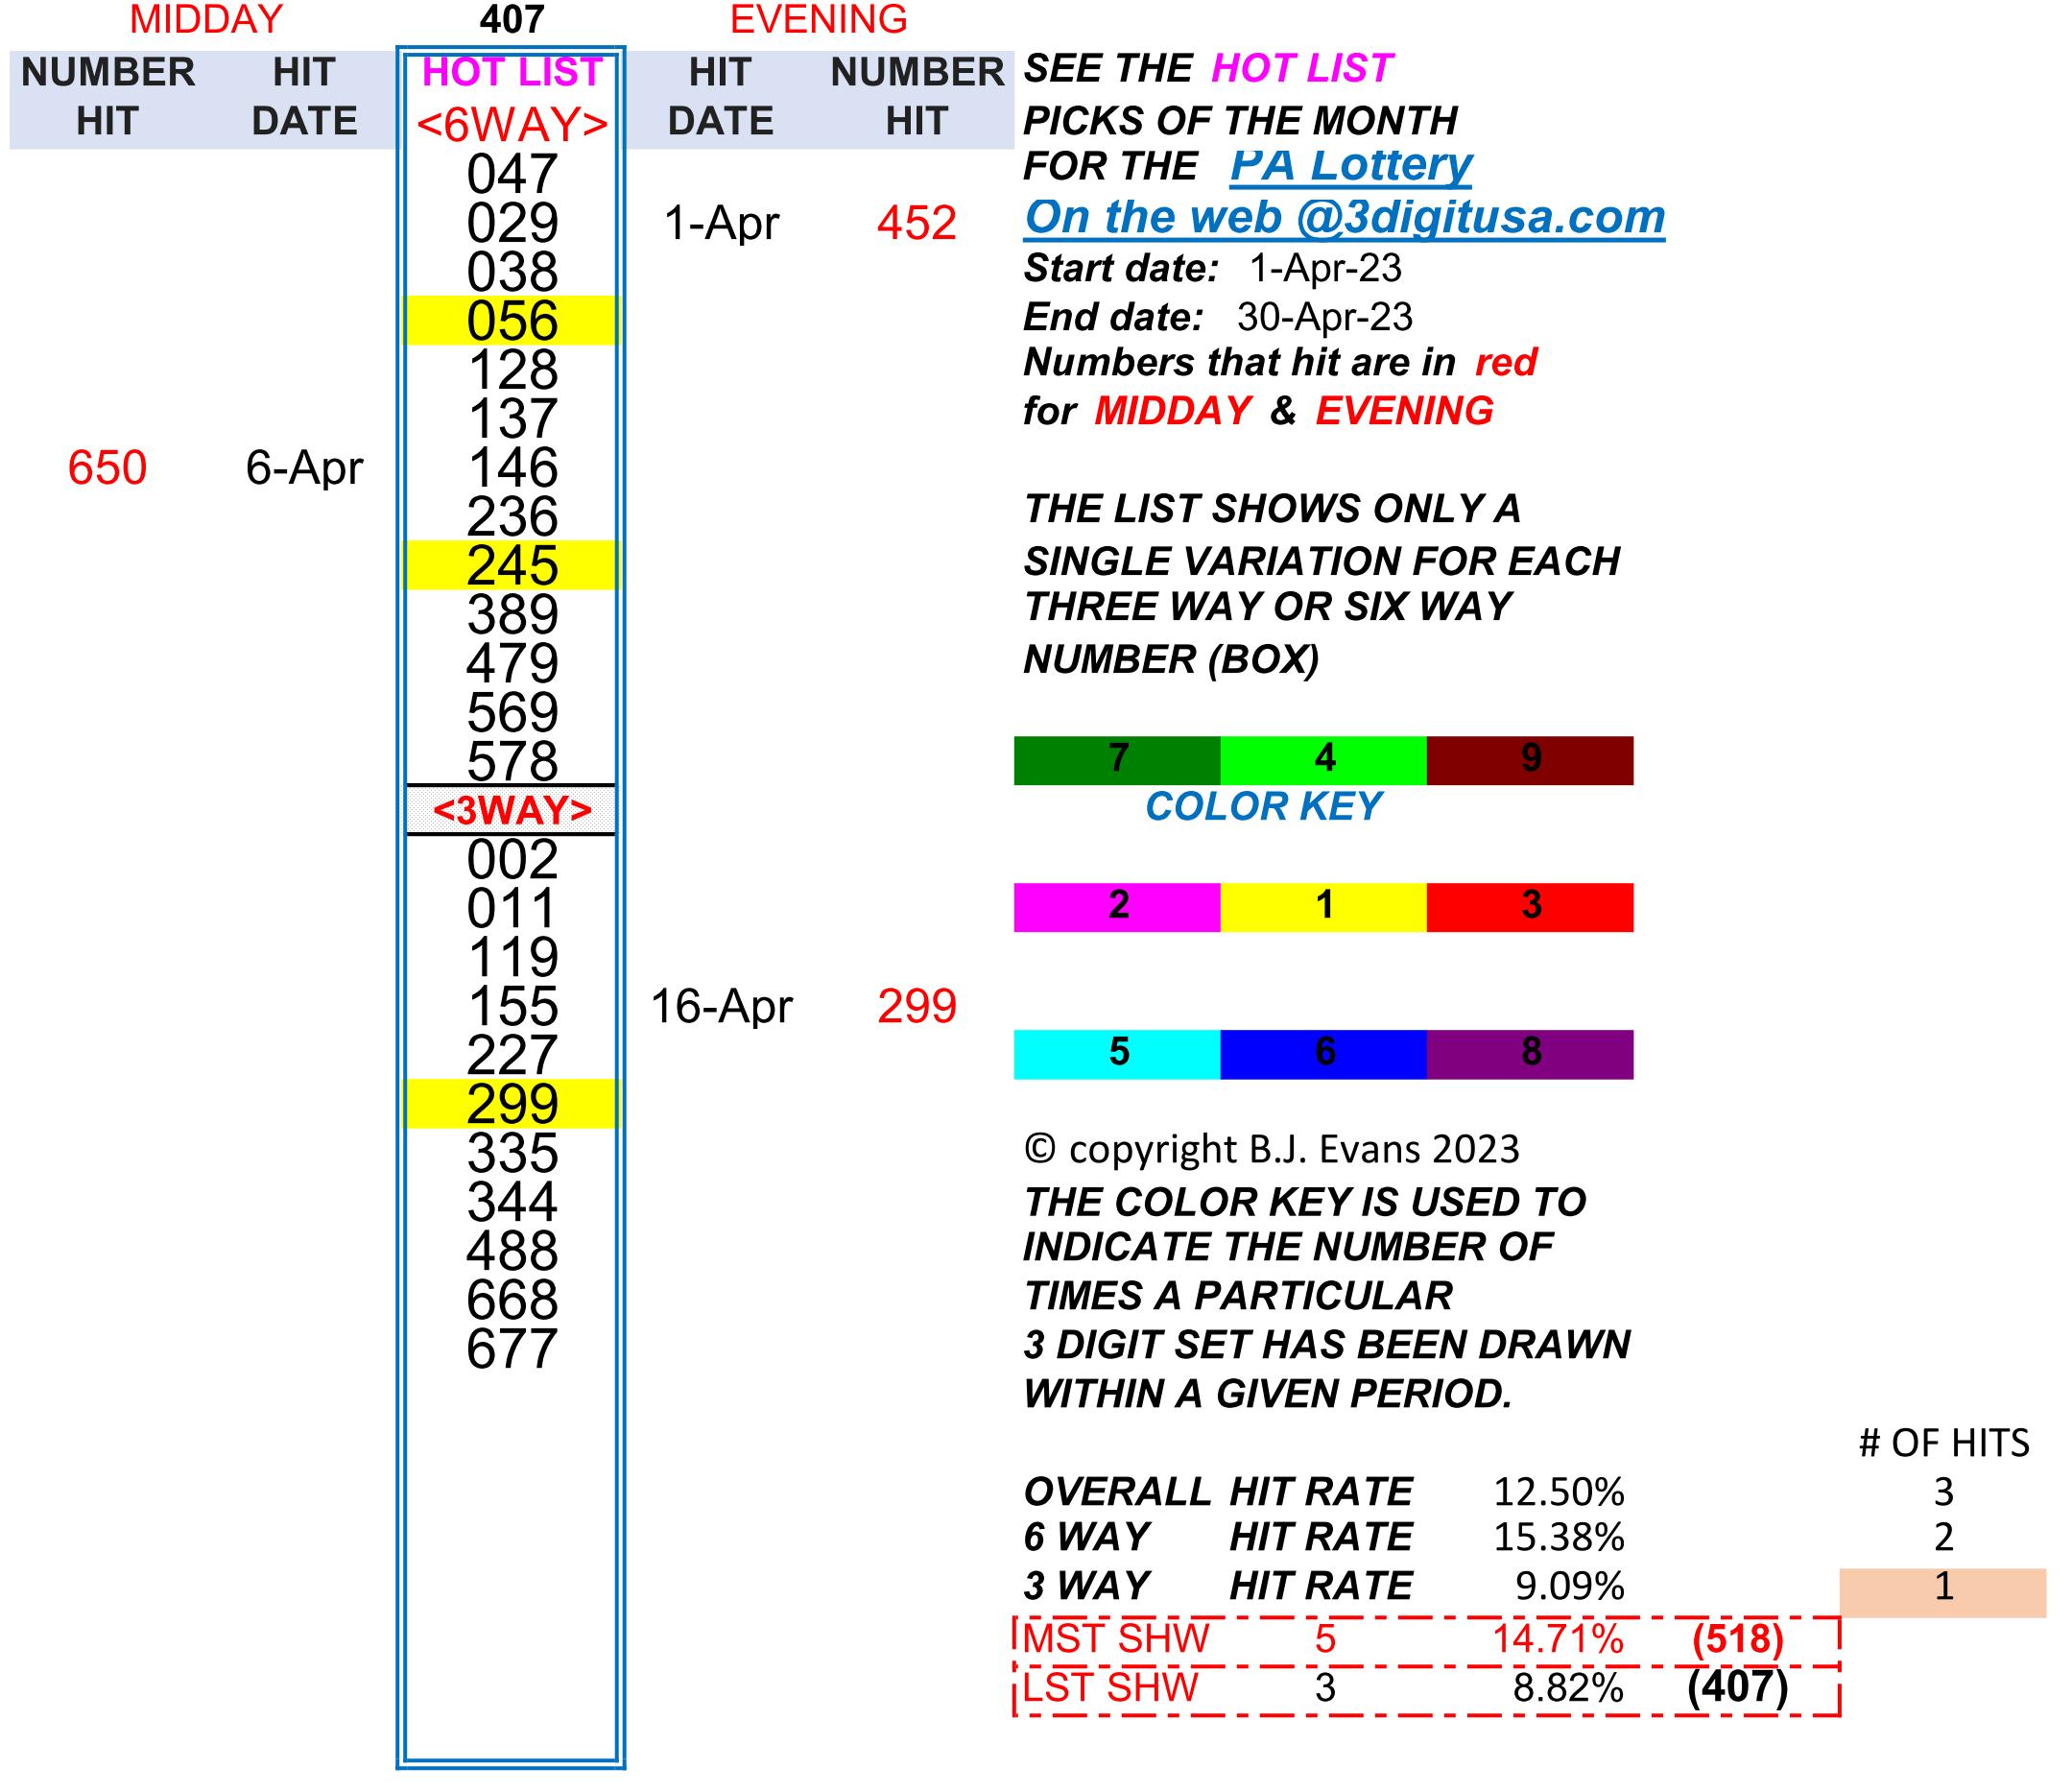 MIDDAY 407 EVENING
NUMBER HIT HOT LIST HIT NUMBER SEE THE HOT LIST
HIT DATE <6WAY> DATE HIT PICKS OF THE MONTH
047 FOR THE PA Lottery
029 1-Apr 452 On the web @3digitusa.com
038 Start date: 1-Apr-23
056 End date: 30-Apr-23
128 Numbers that hit are in red
137 for MIDDAY & EVENING
650 6-Apr 146
236 THE LIST SHOWS ONLY A
245 SINGLE VARIATION FOR EACH
389 THREE WAY OR SIX WAY
479 NUMBER (BOX)
569
578 7 4 9
<3WAY> COLOR KEY
002
011 2 1 3
119
155 16-Apr 299
227 5 6 8
299
335 © copyright B.J. Evans 2023
344 THE COLOR KEY IS USED TO
488 INDICATE THE NUMBER OF
668 TIMES A PARTICULAR
677 3 DIGIT SET HAS BEEN DRAWN
WITHIN A GIVEN PERIOD.
# OF HITS
OVERALL HIT RATE 12.50% 3
6 WAY HIT RATE 15.38% 2
3 WAY HIT RATE 9.09% 1
MST SHW 5 14.71% (518)
LST SHW 3 8.82% (407)